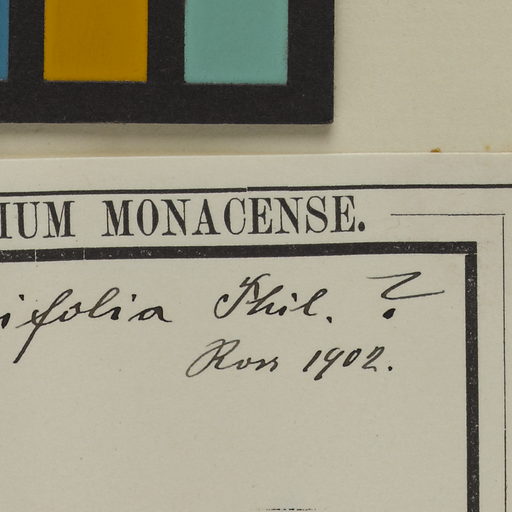 IUM MONACENSE.
ifolia Phil. ?
Ross 1902.